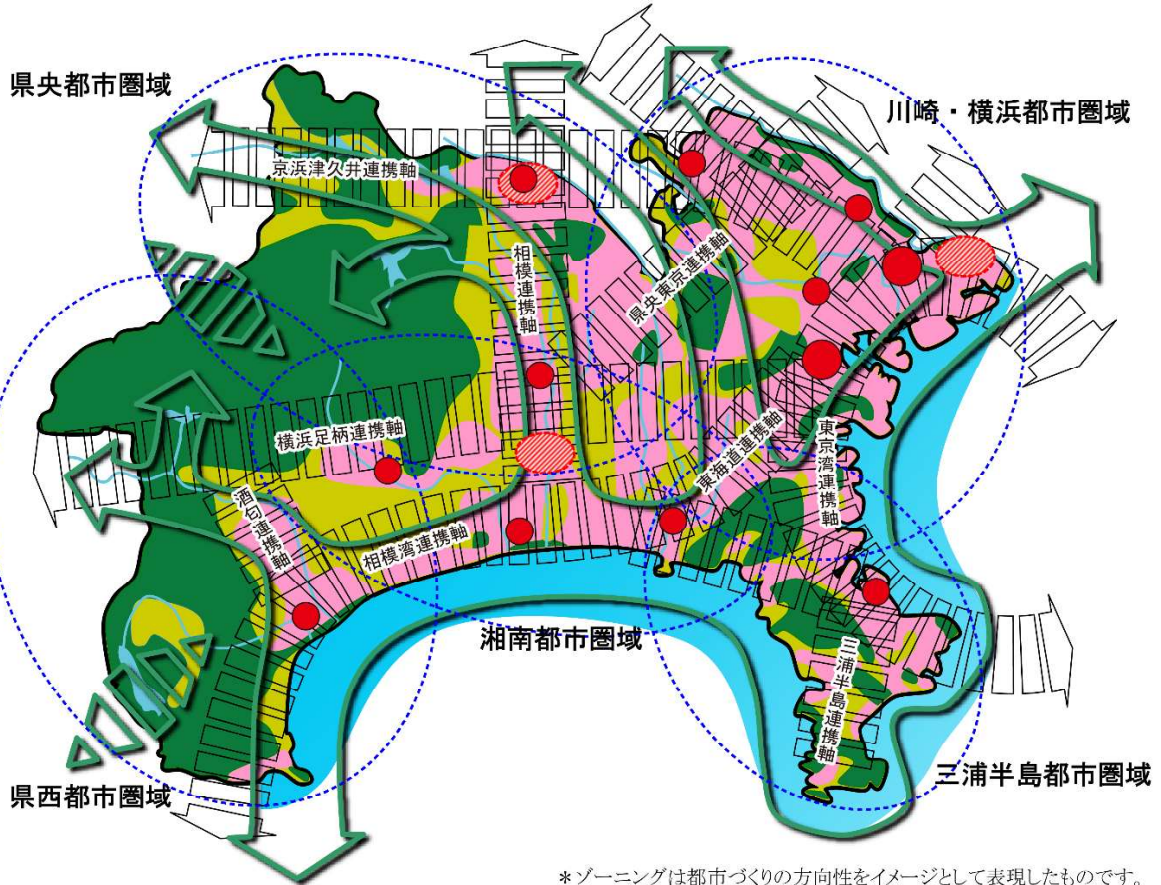 県央都市圏域
川崎・横浜都市圏域
京浜津久井連携軸
相模連携軸
県央東京連携軸
横浜足柄連携軸
東海道連携軸
東京湾連携軸
酒匂連携軸
相模湾連携軸
湘南都市圏域
三浦半島連携軸
県西都市圏域
三浦半島都市圏域
＊ゾーニングは都市づくりの方向性をイメージとして表現したものです。